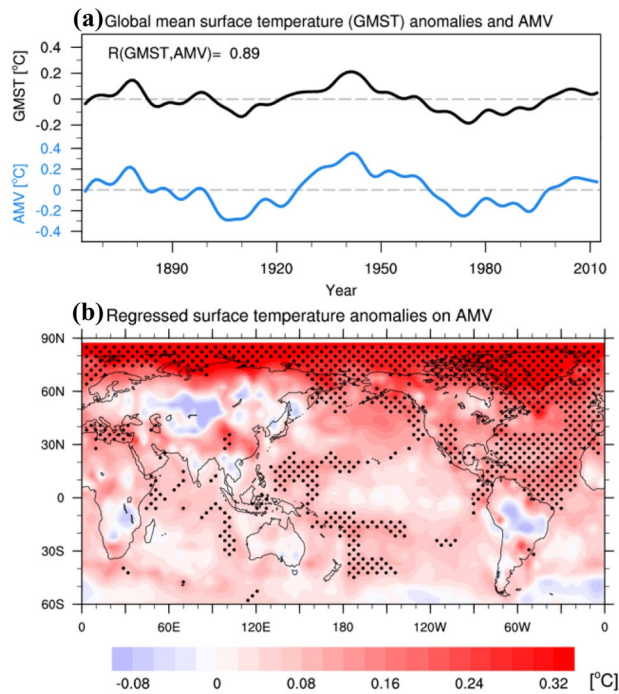 (a) Global mean surface temperature (GMST) anomalies and AMV
R(GMST,AMV)= 0.89
GMST [°C]
0.4
0.2
0
-0.2
AMV [°C]
0.4
0.2
0
-0.2
-0.4
1890 1920 1950 1980 2010
Year
(b) Regressed surface temperature anomalies on AMV
90N
60N
30N
0
30S
60S
0 60E 120E 180 120W 60W 0
-0.08 0 0.08 0.16 0.24 0.32 [°C]